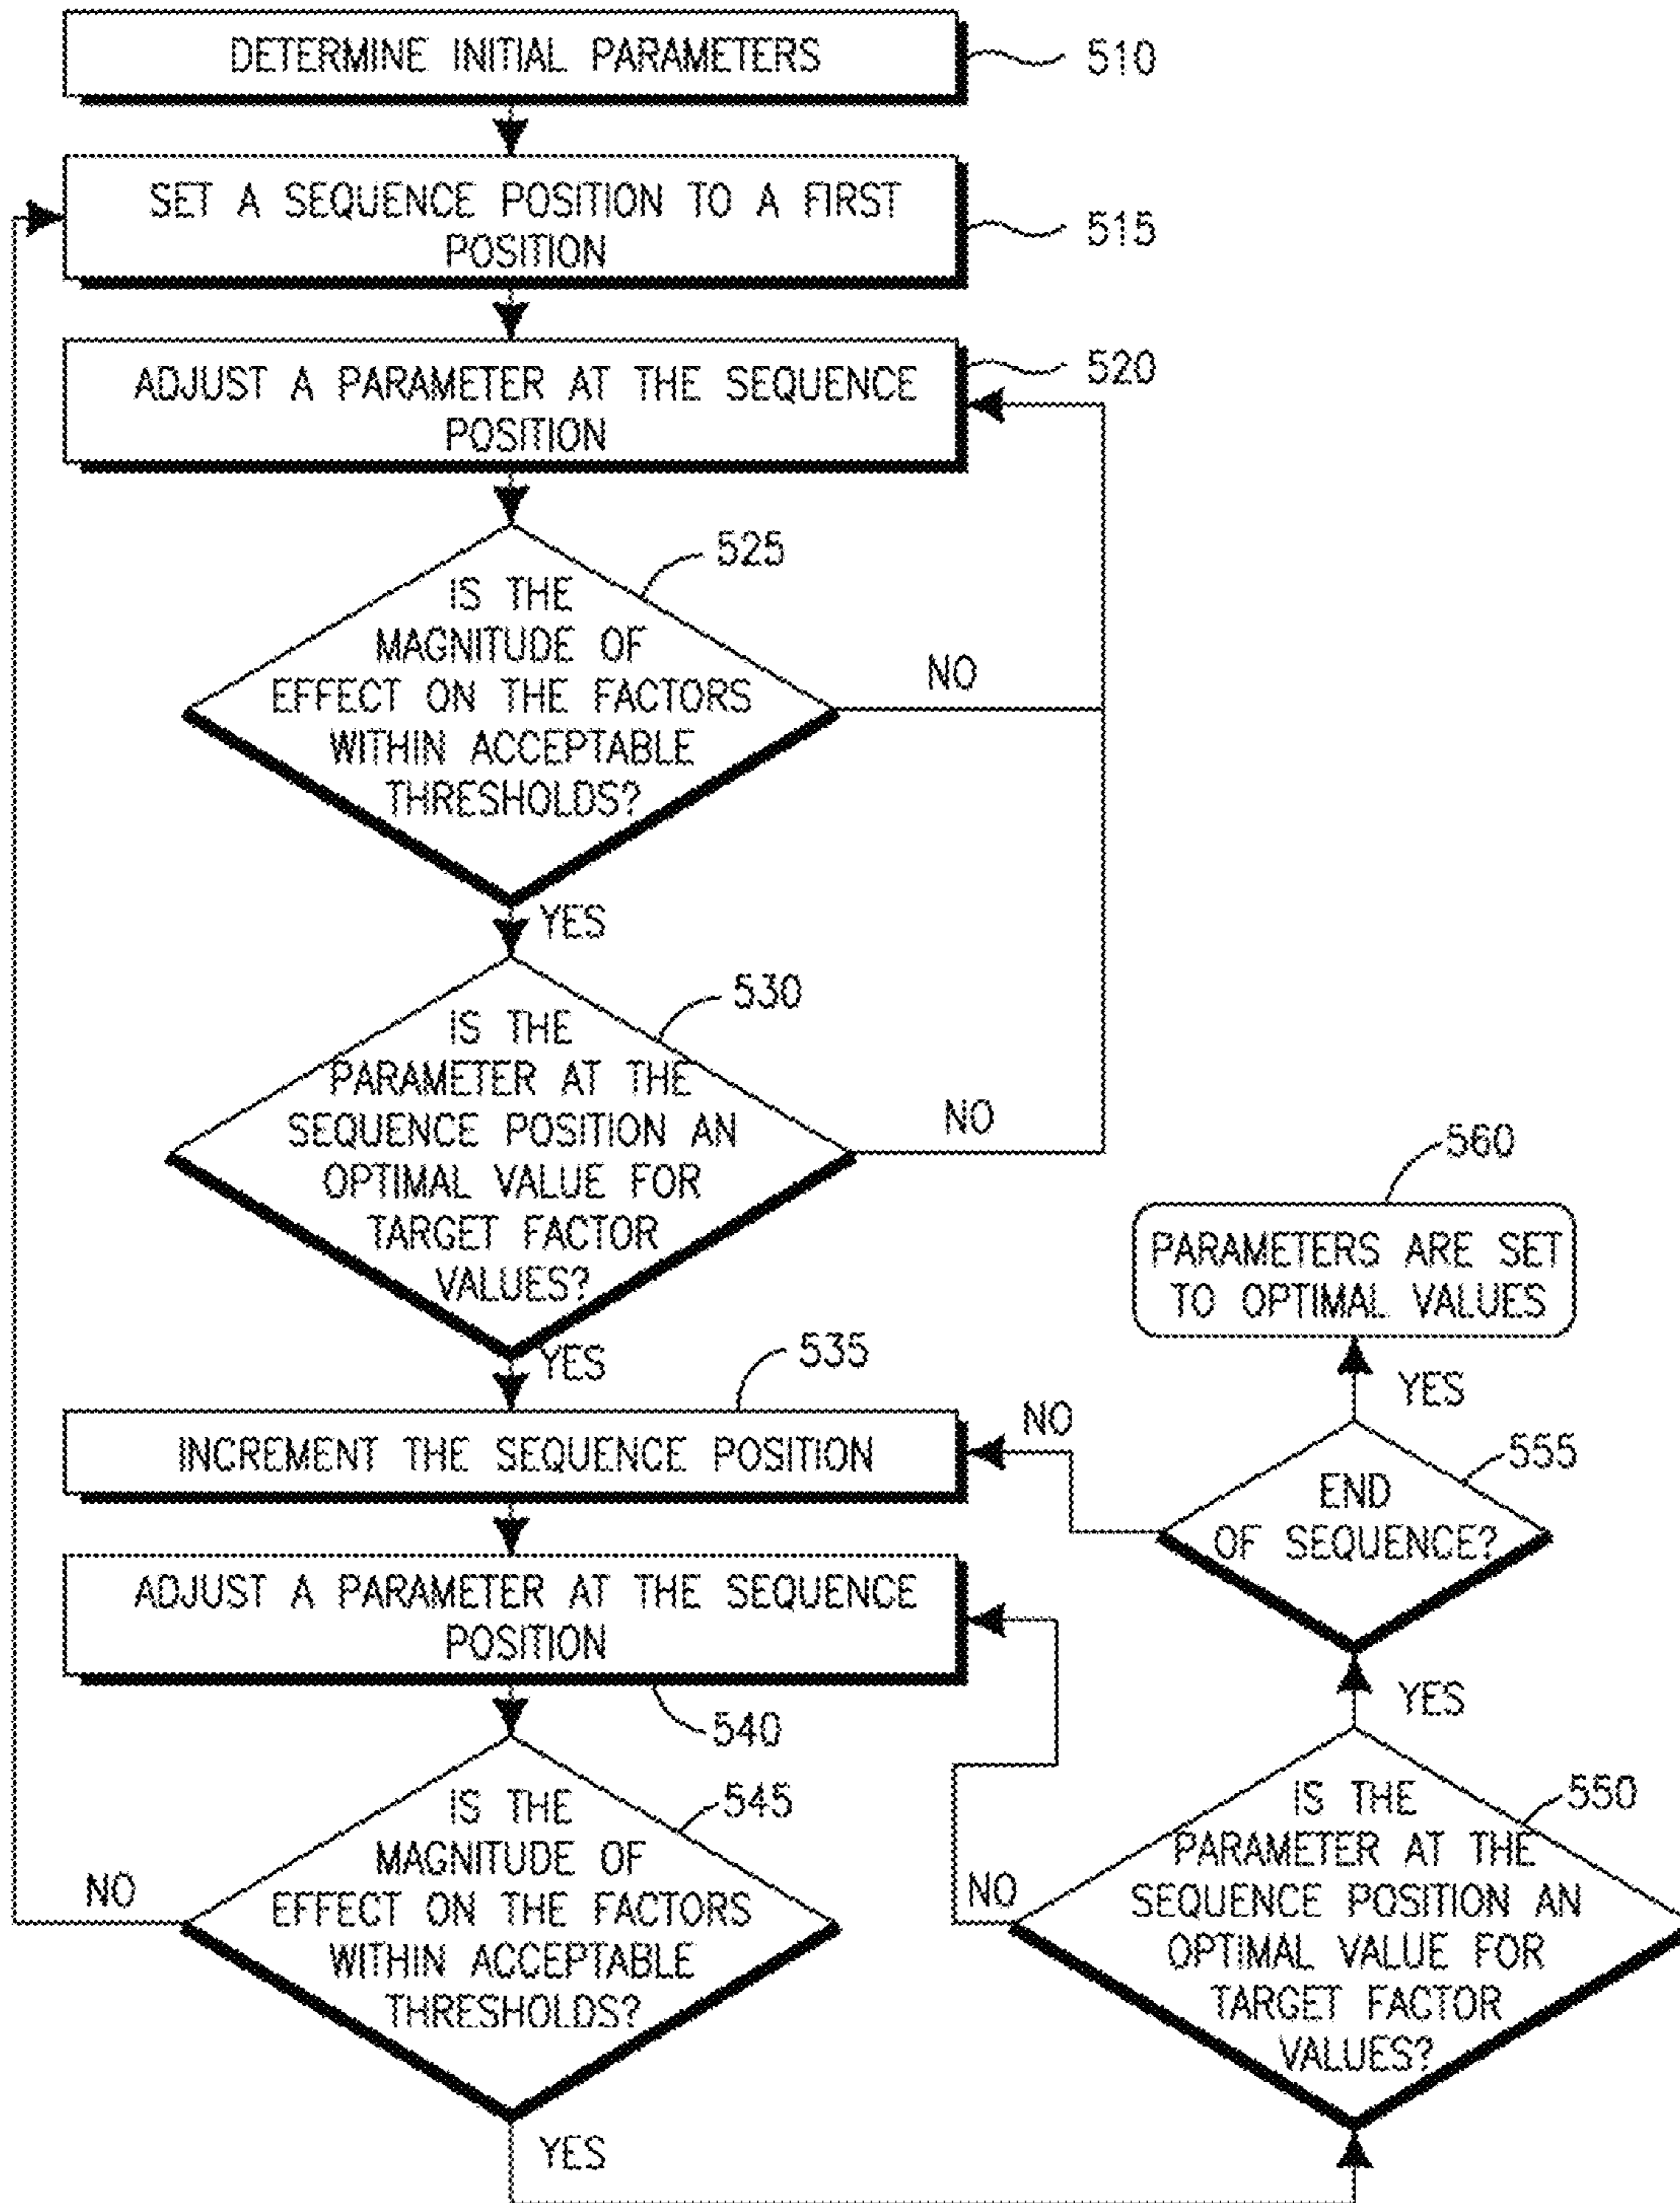 DETERMINE INITIAL PARAMETERS
510
SET A SEQUENCE POSITION TO A FIRST
POSITION
515
ADJUST A PARAMETER AT THE SEQUENCE
POSITION
520
525
IS THE
MAGNITUDE OF
EFFECT ON THE FACTORS
WITHIN ACCEPTABLE
THRESHOLDS?
NO
YES
530
IS THE
PARAMETER AT THE
SEQUENCE POSITION AN
OPTIMAL VALUE FOR
TARGET FACTOR
VALUES?
NO
YES
535
INCREMENT THE SEQUENCE POSITION
ADJUST A PARAMETER AT THE SEQUENCE
POSITION
540
545
IS THE
MAGNITUDE OF
EFFECT ON THE FACTORS
WITHIN ACCEPTABLE
THRESHOLDS?
NO
YES
550
IS THE
PARAMETER AT THE
SEQUENCE POSITION AN
OPTIMAL VALUE FOR
TARGET FACTOR
VALUES?
NO
YES
555
END
OF SEQUENCE?
NO
YES
560
PARAMETERS ARE SET
TO OPTIMAL VALUES